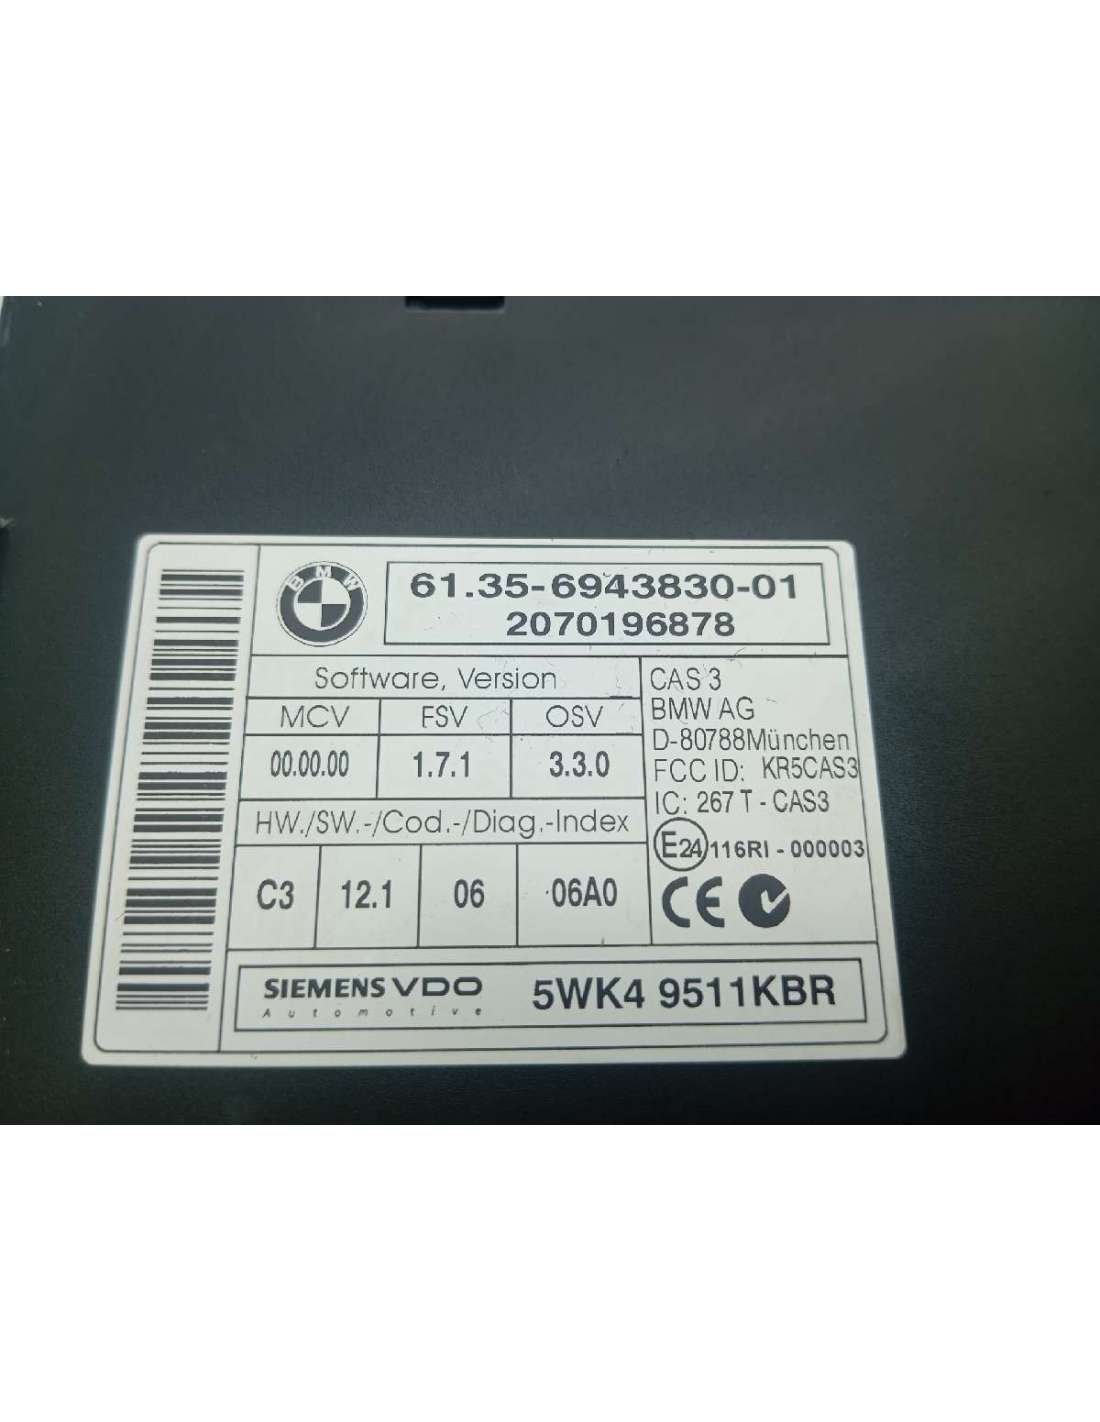 BMW
61.35-6943830-01
2070196878
Software, Version
MCV FSV OSV
00.00.00 1.7.1 3.3.0
HW./SW.-/Cod.-/Diag.-Index
C3 12.1 06 06A0
CAS 3
BMW AG
D-80788München
FCC ID: KR5CAS3
IC: 267 T - CAS3
E24 116RI - 000003
CE
SIEMENS VDO
Automotive
5WK4 9511KBR